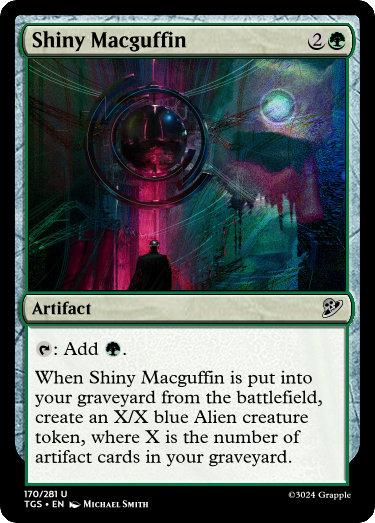 Shiny Macguffin 2
Artifact
: Add .
When Shiny Macguffin is put into
your graveyard from the battlefield,
create an X/X blue Alien creature
token, where X is the number of
artifact cards in your graveyard.
170/281 U
TGS • EN Michael Smith
©3024 Grapple